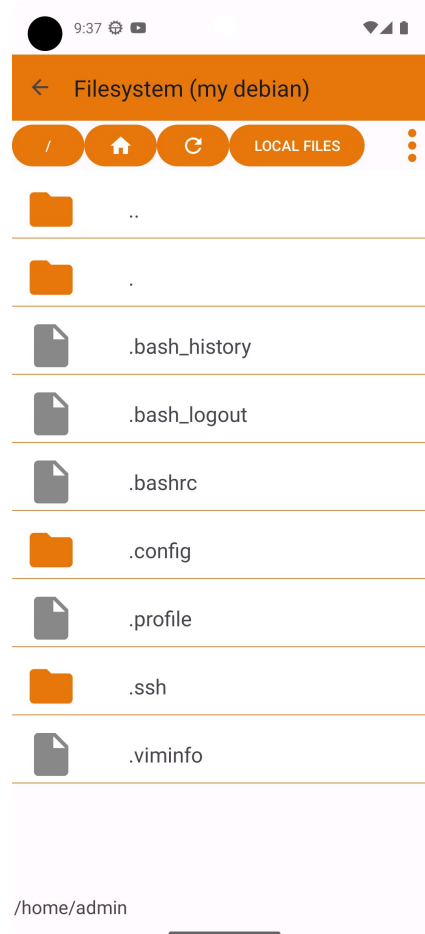 9:37
Filesystem (my debian)
/
LOCAL FILES
..
.
.bash_history
.bash_logout
.bashrc
.config
.profile
.ssh
.viminfo
/home/admin